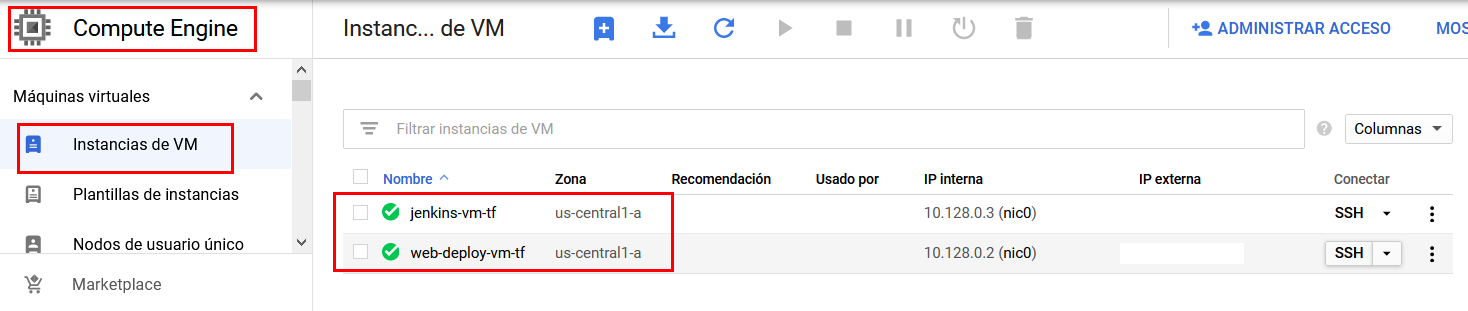 Compute Engine
Instanc... de VM
ADMINISTRAR ACCESO
MOS
Máquinas virtuales
Instancias de VM
Plantillas de instancias
Nodos de usuario único
Marketplace
Filtrar instancias de VM
Columnas
Nombre Zona Recomendación Usado por IP interna IP externa Conectar
jenkins-vm-tf us-central1-a 10.128.0.3 (nic0) SSH
web-deploy-vm-tf us-central1-a 10.128.0.2 (nic0) SSH